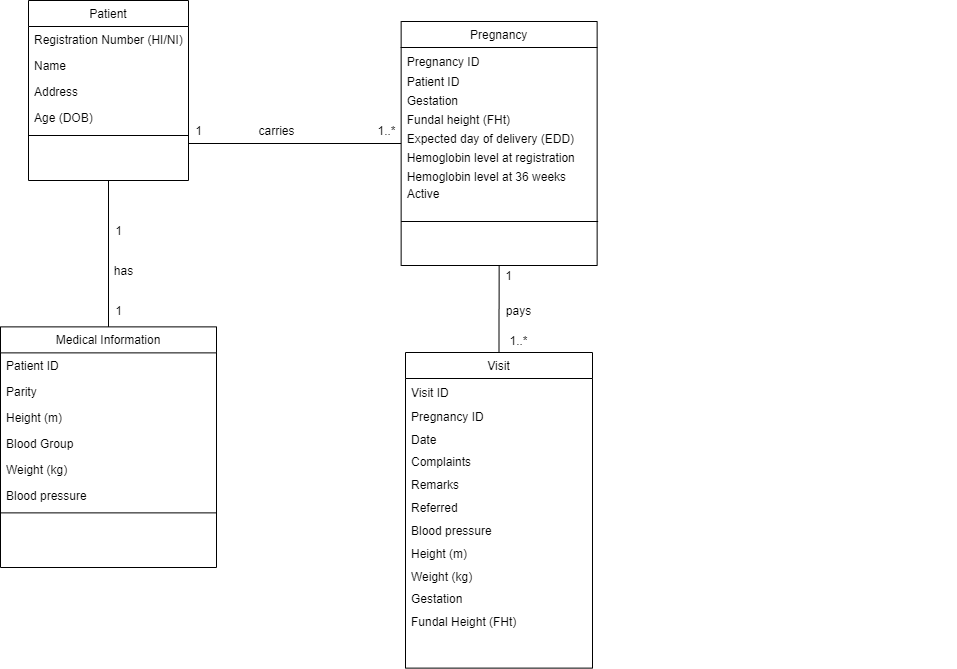 Patient
Registration Number (HI/NI)
Name
Address
Age (DOB)
1
carries
1..*
Pregnancy
Pregnancy ID
Patient ID
Gestation
Fundal height (FHt)
Expected day of delivery (EDD)
Hemoglobin level at registration
Hemoglobin level at 36 weeks
Active
1
has
1
1
pays
1..*
Medical Information
Patient ID
Parity
Height (m)
Blood Group
Weight (kg)
Blood pressure
Visit
Visit ID
Pregnancy ID
Date
Complaints
Remarks
Referred
Blood pressure
Height (m)
Weight (kg)
Gestation
Fundal Height (FHt)